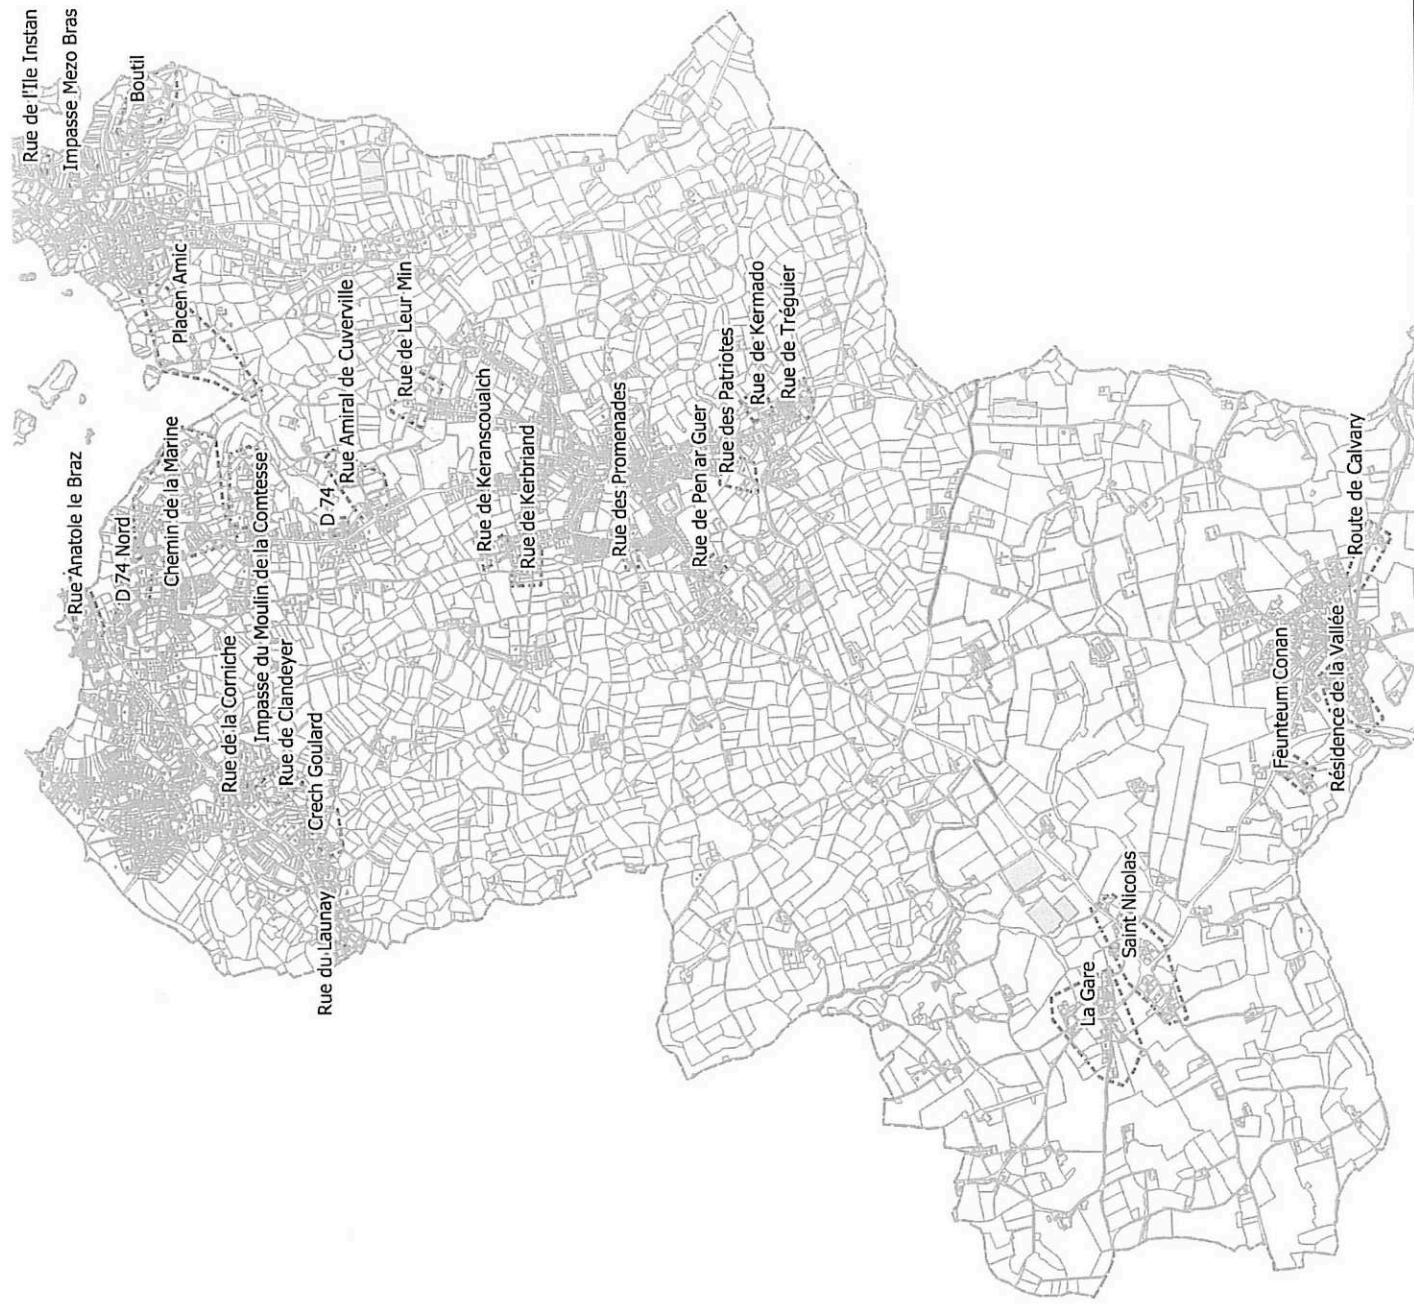 Rue de l'Ile Instan
Impasse Mezo Bras
Boutil
Placen Amic
Rue Anatole le Braz
D 74 Nord
Chemin de la Marine
Rue de la Corniche
Impasse du Moulin de la Comtesse
Rue de Clandeyer
Crech Goulard
Rue du Launay
D 74
Rue Amiral de Cuverville
Rue de Leur Min
Rue de Keranscoualch
Rue de Kerbriand
Rue des Promenades
Rue de Pen ar Guer
Rue des Patriotes
Rue de Kermado
Rue de Tréguier
La Gare
Saint Nicolas
Feunteum Conan
Résidence de la Vallée
Route de Calvary